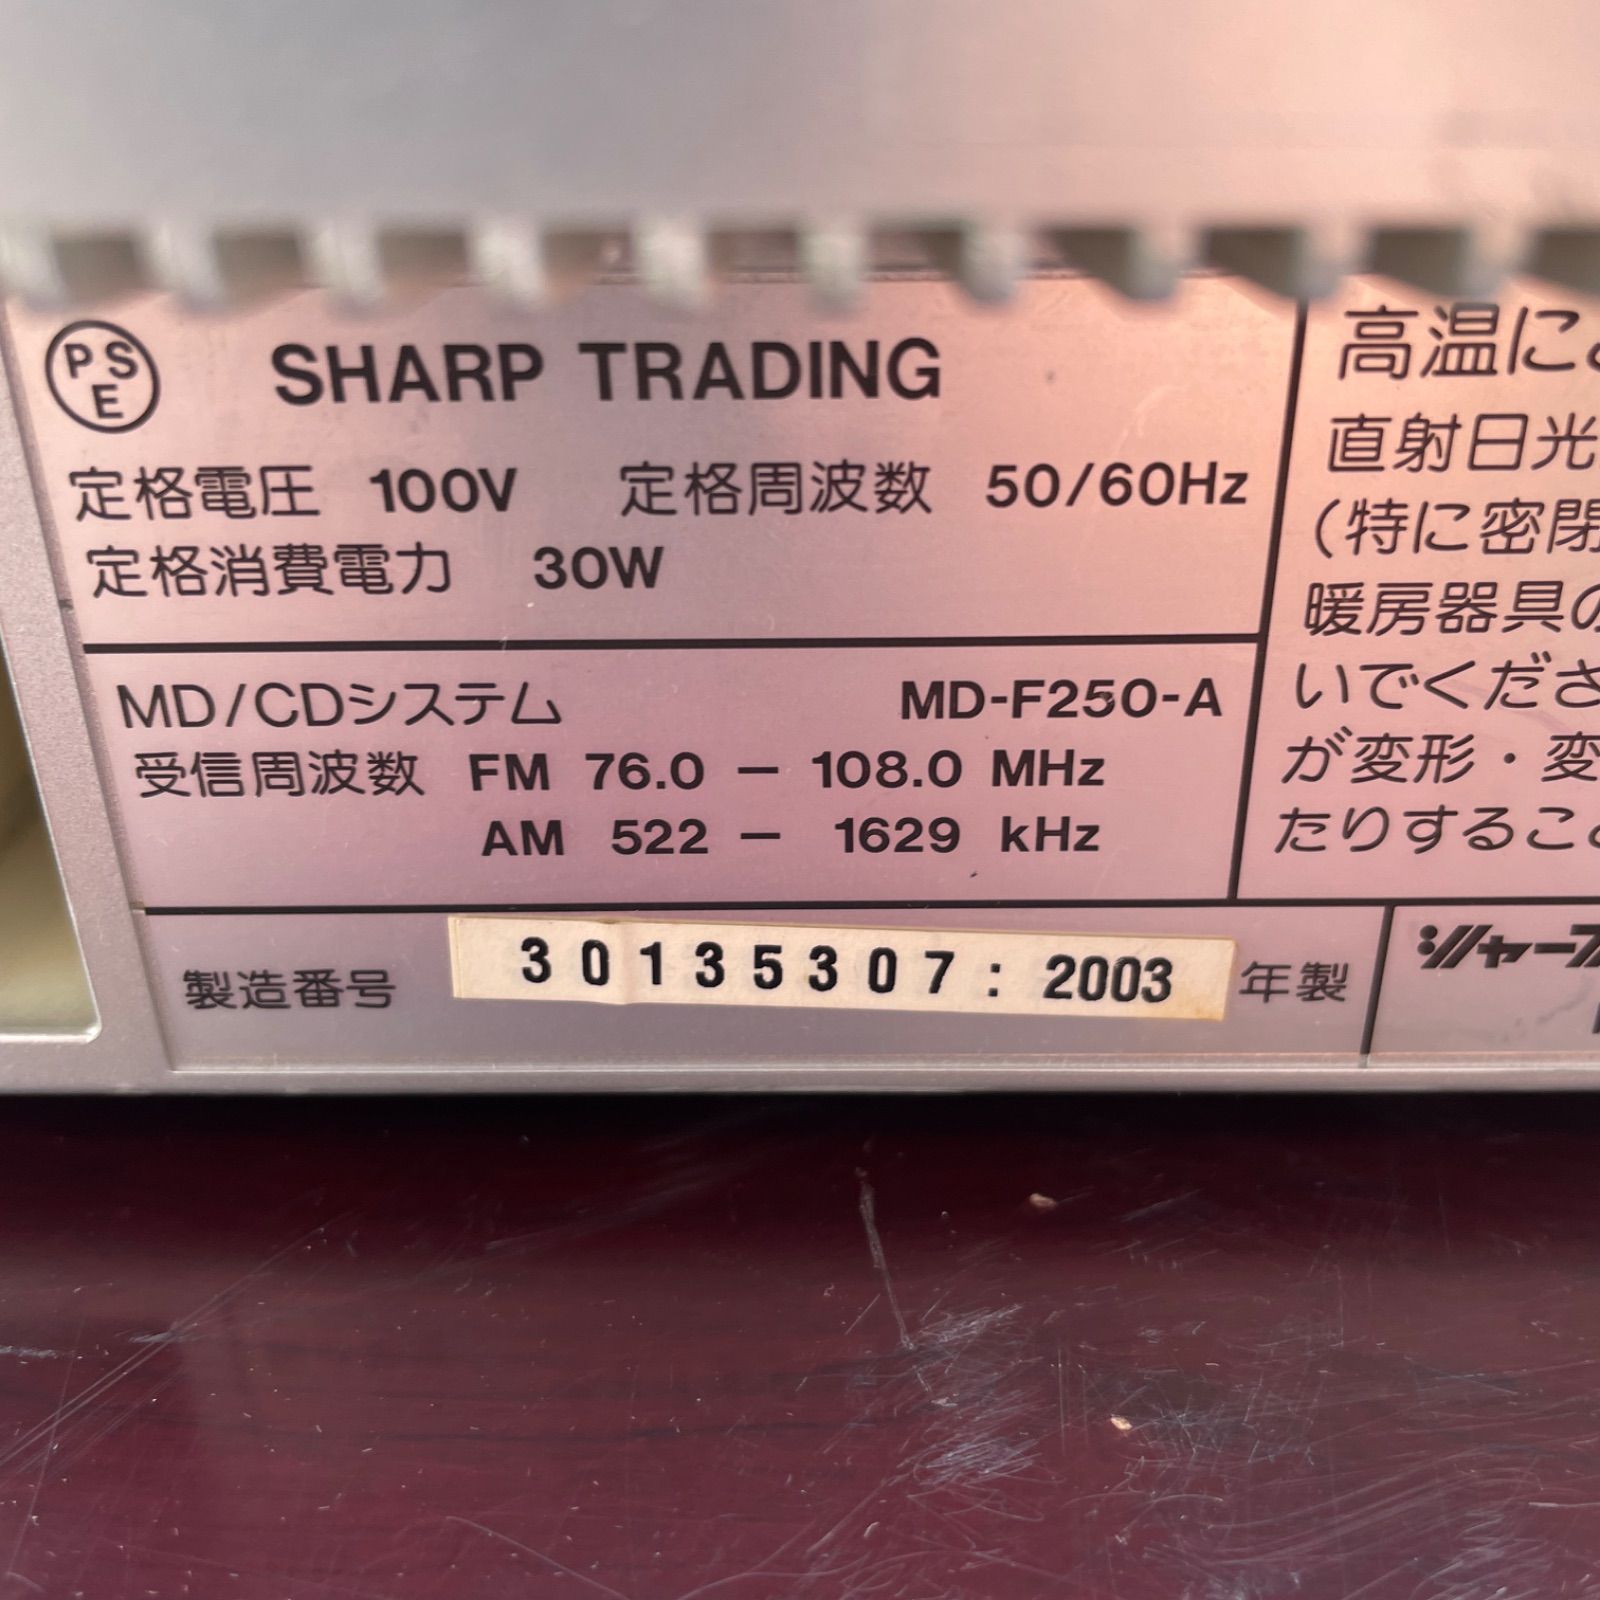 PSE
SHARP TRADING
定格電圧 100V 定格周波数 50/60Hz
定格消費電力 30W
MD/CDシステム MD-F250-A
受信周波数 FM 76.0 − 108.0 MHz
AM 522 − 1629 kHz
製造番号 30135307: 2003 年製
高温に
直射日光
(特に密閉
暖房器具の
いでくださ
が変形・変
たりするこ
シャー